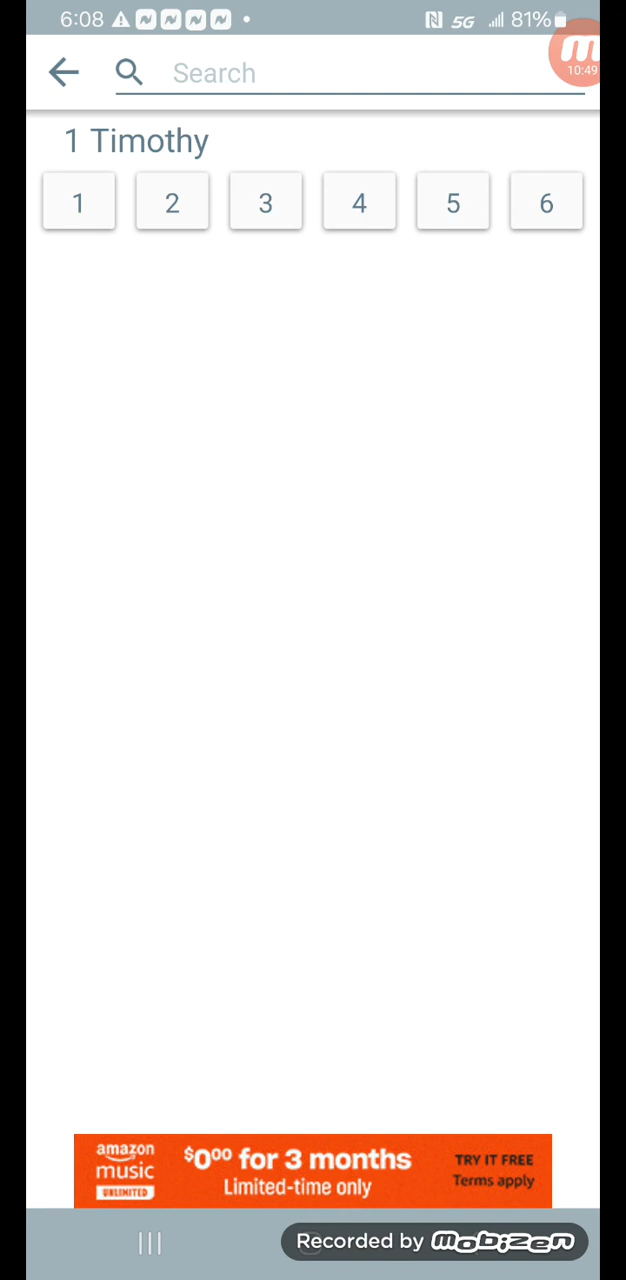 6:08 81%
5G
Search
10:49
1 Timothy
1 2 3 4 5 6
amazon music UNLIMITED
$0.00 for 3 months
Limited-time only
TRY IT FREE
Terms apply
Recorded by mobizen